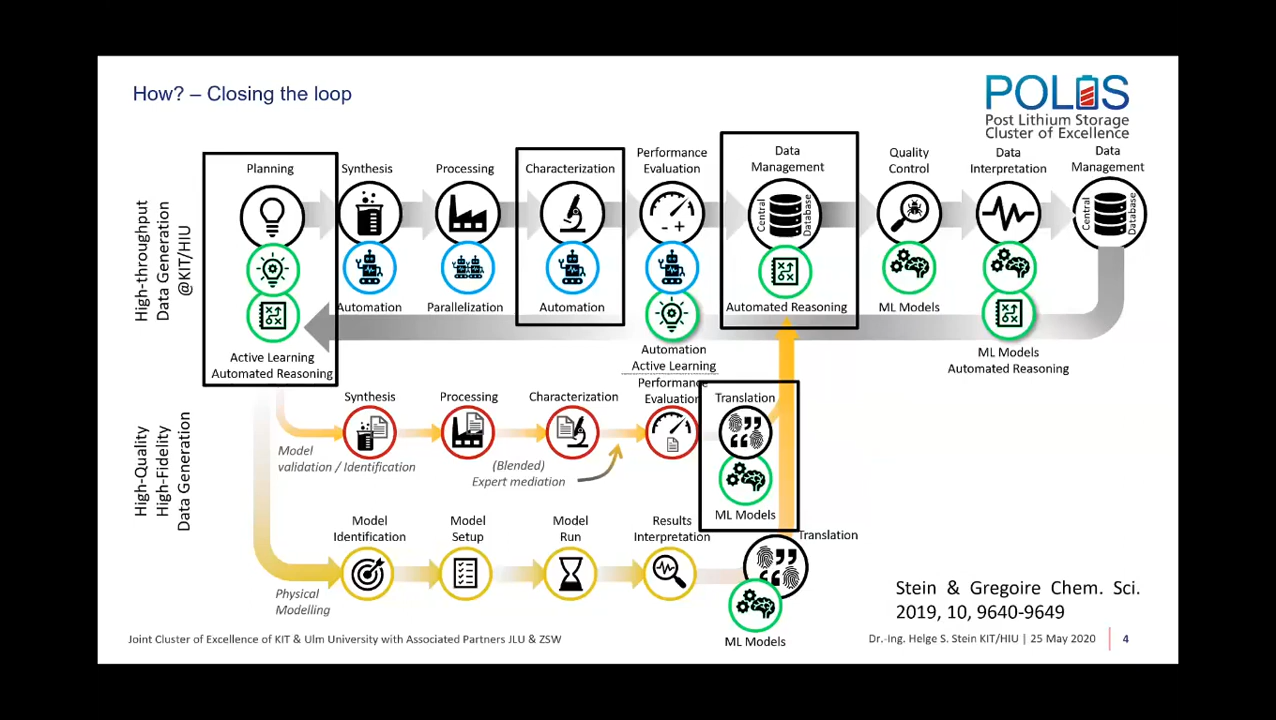 How? – Closing the loop
POLiS
Post Lithium Storage
Cluster of Excellence
High-throughput
Data Generation
@KIT/HIU
Planning
Synthesis
Processing
Characterization
Performance
Evaluation
Data
Management
Quality
Control
Data
Interpretation
Data
Management
- +
Central
Database
Central
Database
Automation
Parallelization
Automation
Automated Reasoning
ML Models
Active Learning
Automated Reasoning
Automation
Active Learning
ML Models
Automated Reasoning
High-Quality
High-Fidelity
Data Generation
Synthesis
Processing
Characterization
Performance
Evaluation
Translation
Model
validation / Identification
(Blended)
Expert mediation
ML Models
Model
Identification
Model
Setup
Model
Run
Results
Interpretation
Translation
Physical
Modelling
ML Models
Stein & Gregoire Chem. Sci.
2019, 10, 9640-9649
Joint Cluster of Excellence of KIT & Ulm University with Associated Partners JLU & ZSW
Dr.-Ing. Helge S. Stein KIT/HIU | 25 May 2020
4